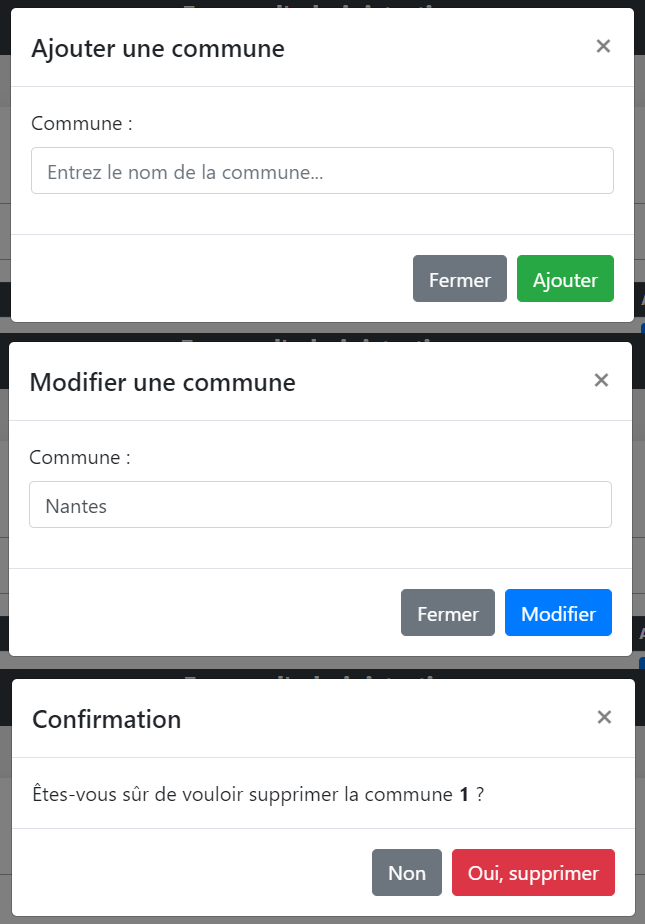 Ajouter une commune
×
Commune :
Entrez le nom de la commune...
Fermer
Ajouter
Modifier une commune
×
Commune :
Nantes
Fermer
Modifier
Confirmation
×
Êtes-vous sûr de vouloir supprimer la commune 1 ?
Non
Oui, supprimer